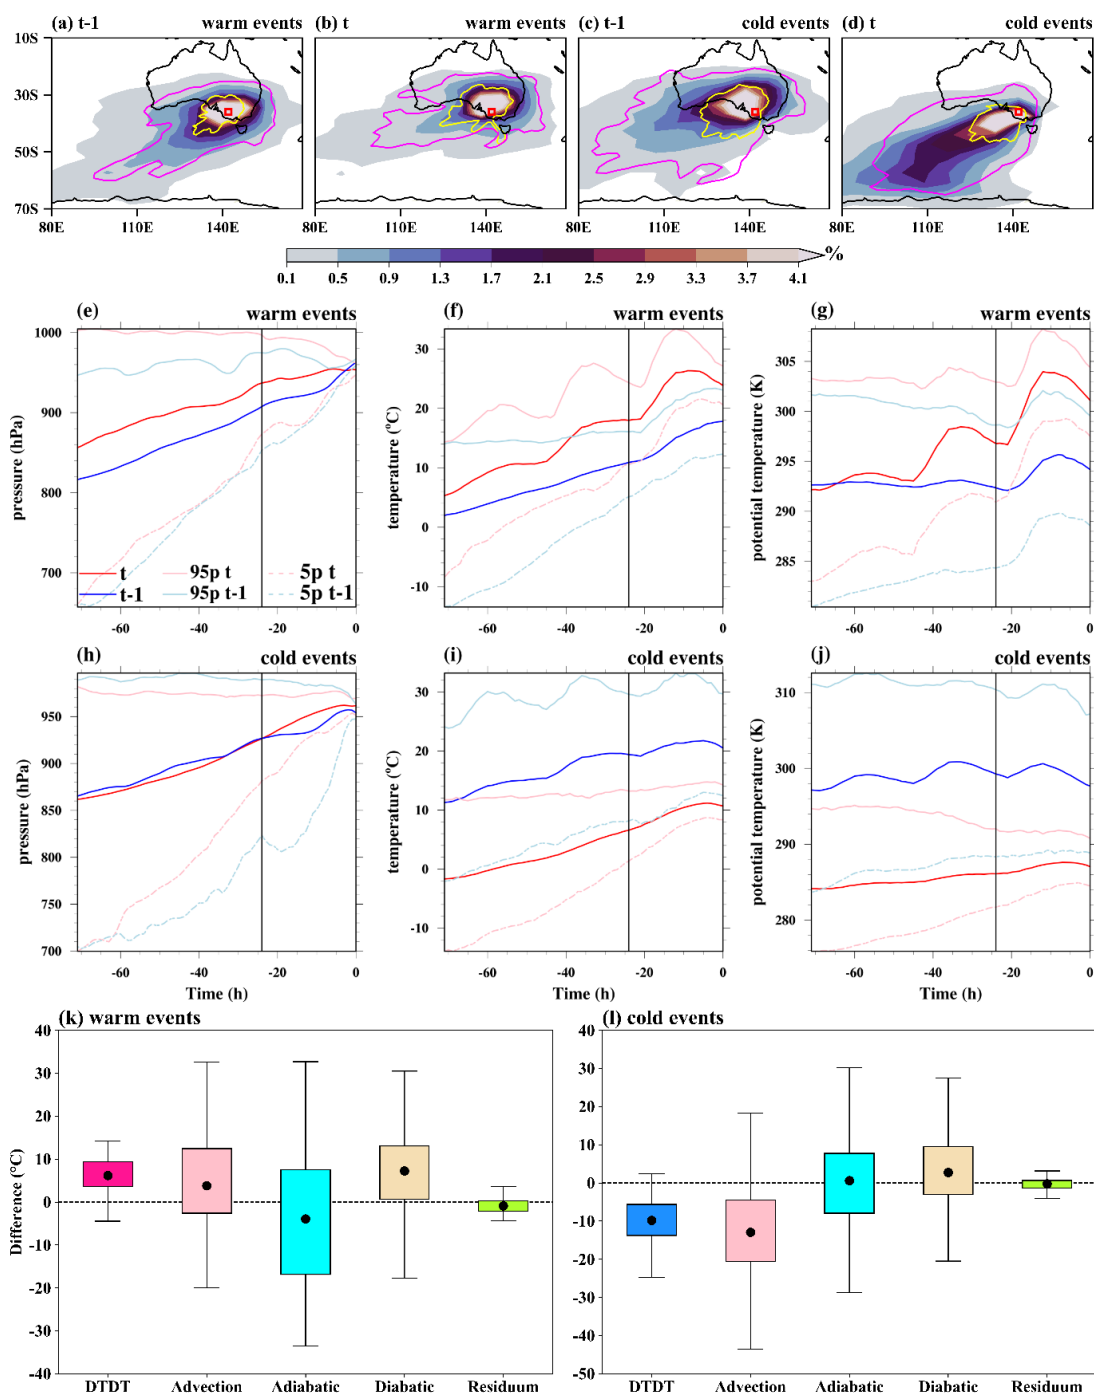 (a) t-1 warm events
(b) t warm events
(c) t-1 cold events
(d) t cold events
10S
30S
50S
70S
80E 110E 140E
80E 110E 140E
80E 110E 140E
80E 110E 140E
%
0.1 0.5 0.9 1.3 1.7 2.1 2.5 2.9 3.3 3.7 4.1
(e) warm events
1000
900
800
700
pressure (hPa)
t 95p t 5p t
t-1 95p t-1 5p t-1
-60 -40 -20 0
(f) warm events
30
20
10
0
-10
temperature (°C)
-60 -40 -20 0
(g) warm events
305
300
295
290
285
potential temperature (K)
-60 -40 -20 0
(h) cold events
950
900
850
800
750
700
pressure (hPa)
-60 -40 -20 0
Time (h)
(i) cold events
30
20
10
0
-10
temperature (°C)
-60 -40 -20 0
Time (h)
(j) cold events
310
300
290
280
potential temperature (K)
-60 -40 -20 0
Time (h)
(k) warm events
40
30
20
10
0
-10
-20
-30
-40
Difference (°C)
DTDT Advection Adiabatic Diabatic Residuum
(l) cold events
40
30
20
10
0
-10
-20
-30
-40
-50
DTDT Advection Adiabatic Diabatic Residuum